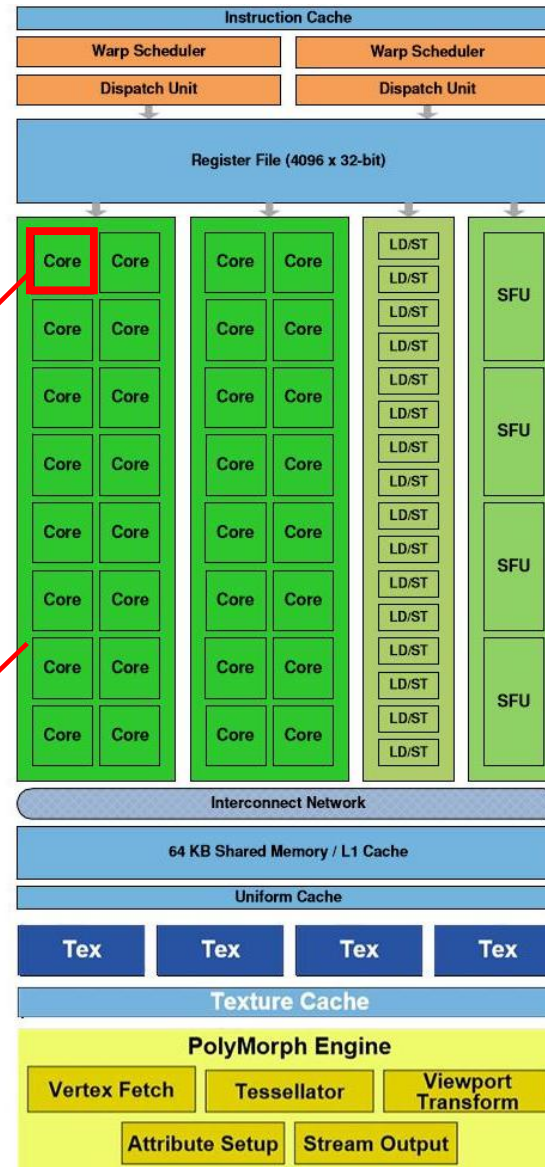 Instruction Cache
Warp Scheduler Warp Scheduler
Dispatch Unit Dispatch Unit
Register File (4096 x 32-bit)
Core Core Core Core LD/ST LD/ST SFU
Core Core Core Core LD/ST LD/ST
Core Core Core Core LD/ST LD/ST SFU
Core Core Core Core LD/ST LD/ST
Core Core Core Core LD/ST LD/ST SFU
Core Core Core Core LD/ST LD/ST
Core Core Core Core LD/ST LD/ST SFU
Core Core Core Core LD/ST LD/ST
Interconnect Network
64 KB Shared Memory / L1 Cache
Uniform Cache
Tex Tex Tex Tex
Texture Cache
PolyMorph Engine
Vertex Fetch Tessellator Viewport Transform
Attribute Setup Stream Output